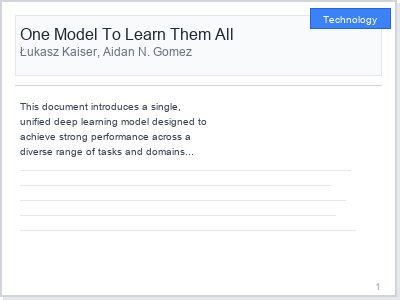 Technology
One Model To Learn Them All
Łukasz Kaiser, Aidan N. Gomez
This document introduces a single,
unified deep learning model designed to
achieve strong performance across a
diverse range of tasks and domains...
1